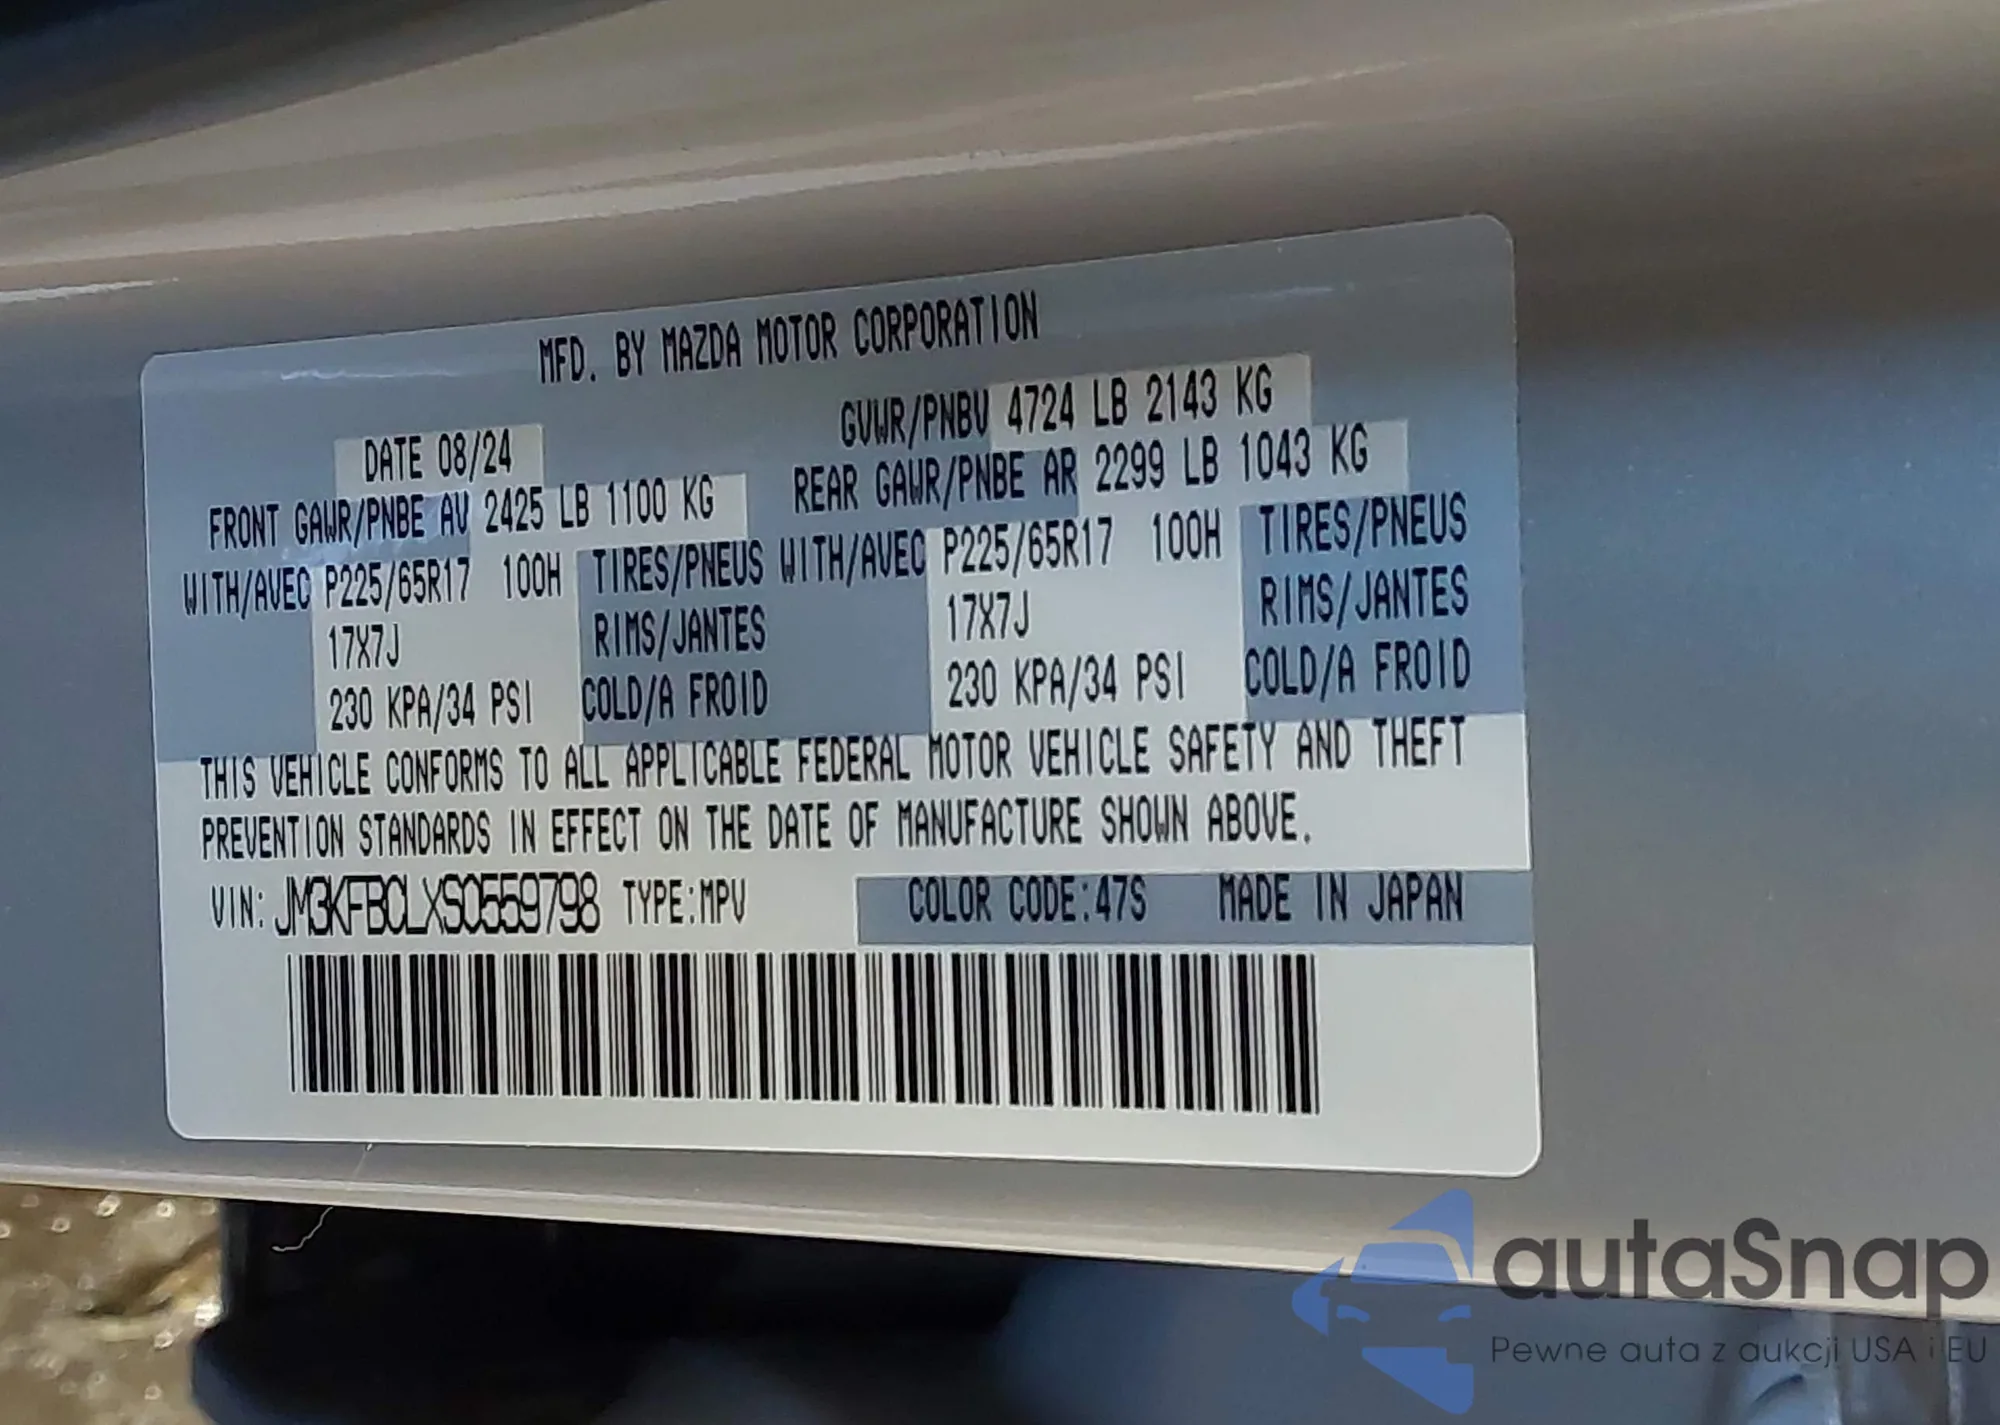 MFD. BY MAZDA MOTOR CORPORATION
GVWR/PNBV 4724 LB 2143 KG
DATE 08/24
FRONT GAWR/PNBE AV 2425 LB 1100 KG REAR GAWR/PNBE AR 2299 LB 1043 KG
WITH/AVEC P225/65R17 100H TIRES/PNEUS WITH/AVEC P225/65R17 100H TIRES/PNEUS
17X7J RIMS/JANTES 17X7J RIMS/JANTES
230 KPA/34 PSI COLD/A FROID 230 KPA/34 PSI COLD/A FROID
THIS VEHICLE CONFORMS TO ALL APPLICABLE FEDERAL MOTOR VEHICLE SAFETY AND THEFT
PREVENTION STANDARDS IN EFFECT ON THE DATE OF MANUFACTURE SHOWN ABOVE.
VIN: JM3KFBCLXS0559798 TYPE:MPV COLOR CODE:47S MADE IN JAPAN
autaSnap
Pewne auta z aukcji USA i EU